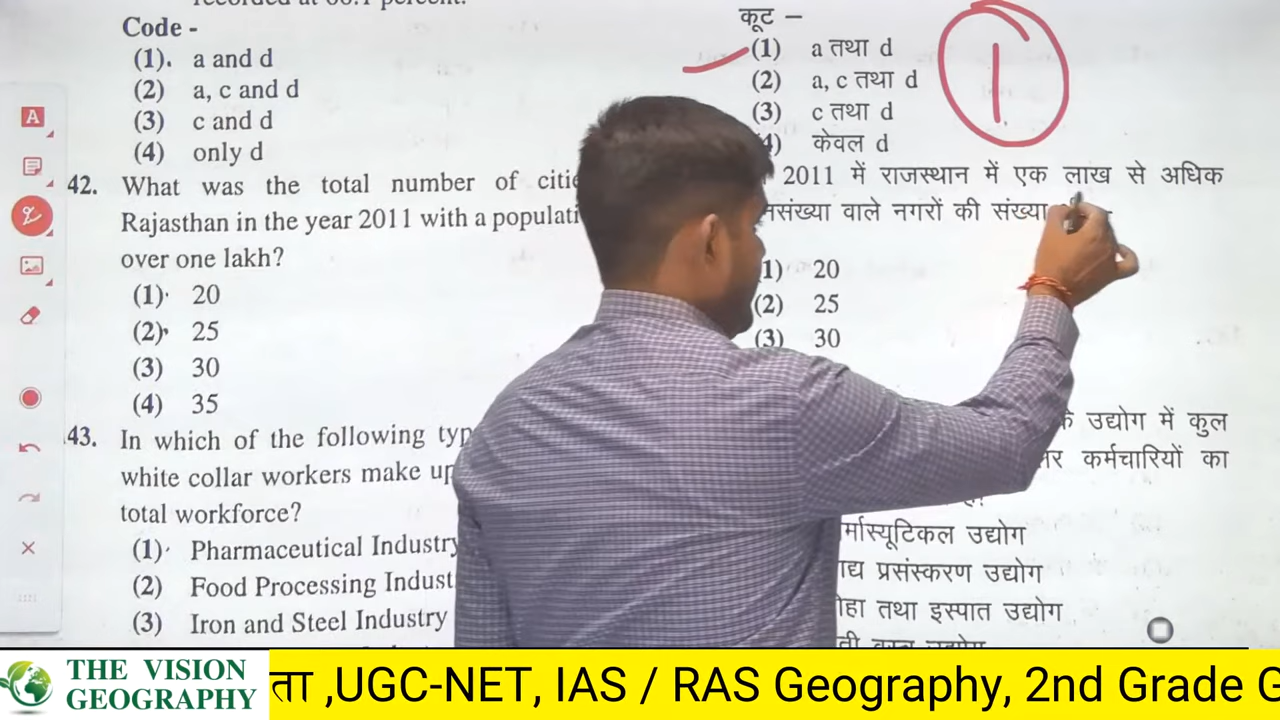 Code -
(1). a and d
(2) a, c and d
(3) c and d
(4) only d
42. What was the total number of
Rajasthan in the year 2011 with a
over one lakh?
(1) 20
(2) 25
(3) 30
(4) 35
43. In which of the following
white collar workers make up
total workforce?
(1) Pharmaceutical Industry
(2) Food Processing
(3) Iron and Steel Industry
कूट –
(1) a तथा d
(2) a, c तथा d
(3) c तथा d
केवल d
1
2011 में राजस्थान में एक लाख से अधिक
वाले नगरों की संख्या
(1) 20
(2) 25
(3) 30
उद्योग में कुल
कर्मचारियों का
उद्योग
प्रसंस्करण उद्योग
तथा इस्पात उद्योग
A
THE VISION
GEOGRAPHY
,UGC-NET, IAS / RAS Geography, 2nd Grade